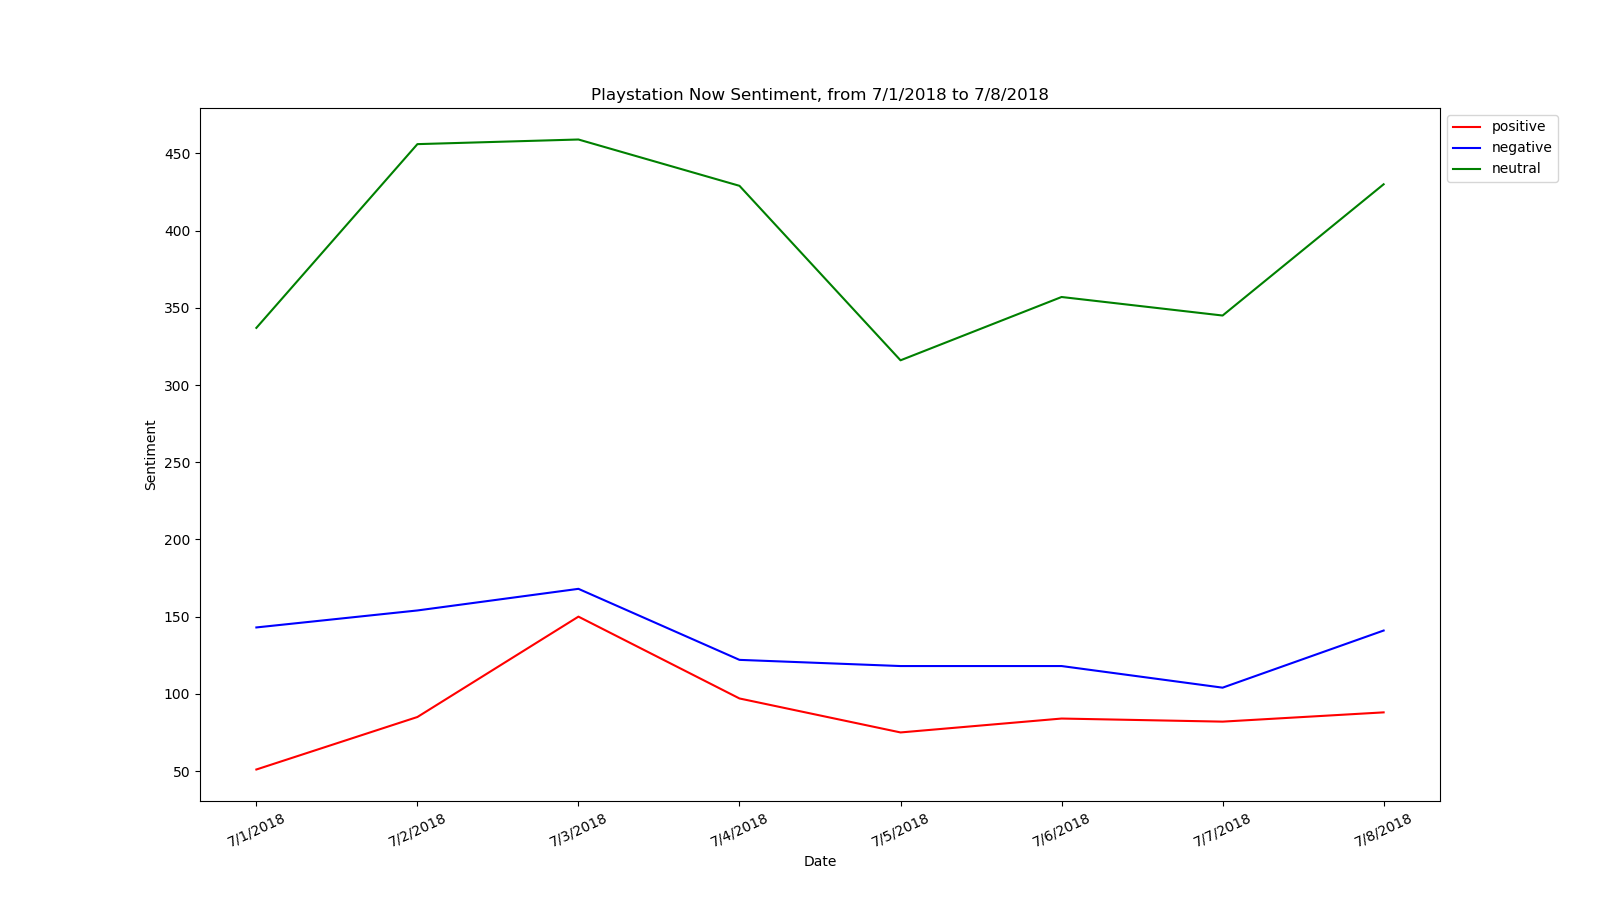 Playstation Now Sentiment, from 7/1/2018 to 7/8/2018
positive
negative
neutral
450
400
350
300
250
200
150
100
50
Sentiment
7/1/2018
7/2/2018
7/3/2018
7/4/2018
7/5/2018
7/6/2018
7/7/2018
7/8/2018
Date